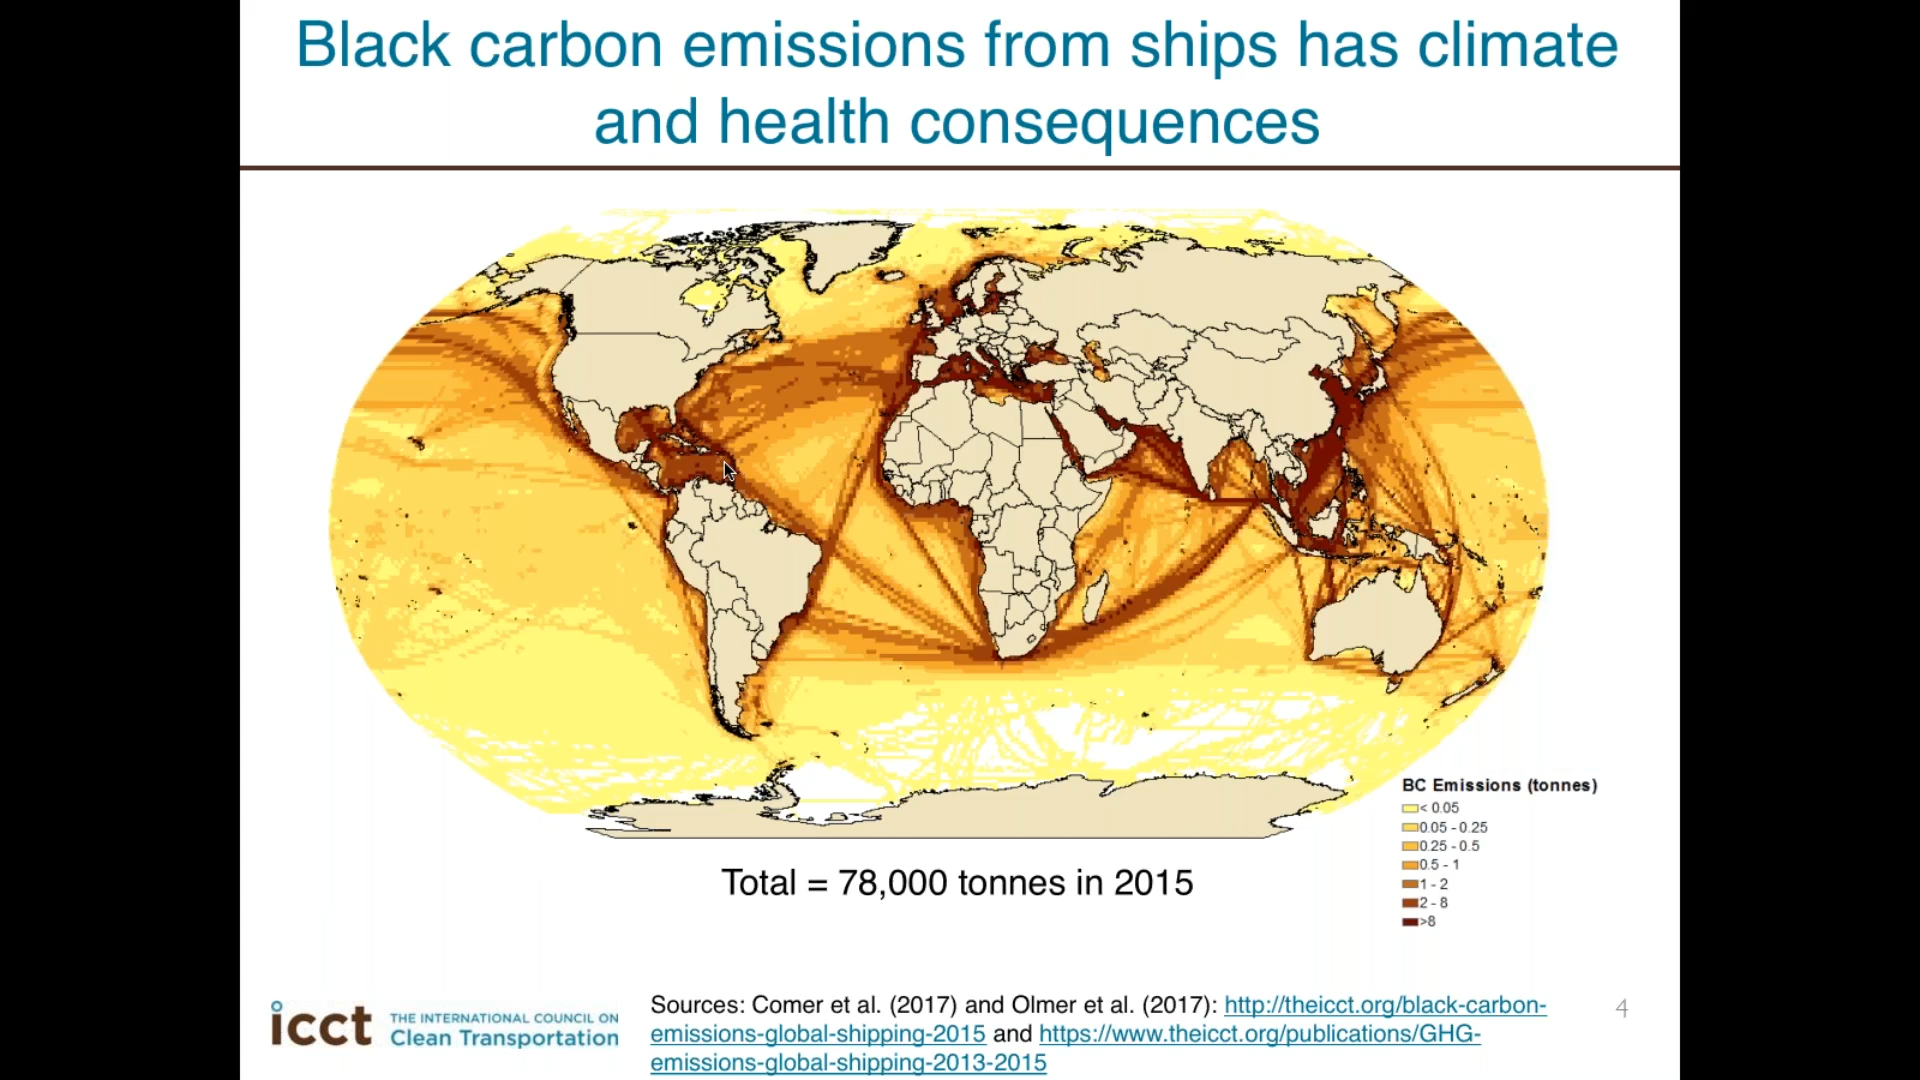 Black carbon emissions from ships has climate
and health consequences
BC Emissions (tonnes)
< 0.05
0.05 - 0.25
0.25 - 0.5
0.5 - 1
1 - 2
2 - 8
>8
Total = 78,000 tonnes in 2015
icct THE INTERNATIONAL COUNCIL ON
Clean Transportation
Sources: Comer et al. (2017) and Olmer et al. (2017): http://theicct.org/black-carbon-
emissions-global-shipping-2015 and https://www.theicct.org/publications/GHG-
emissions-global-shipping-2013-2015
4